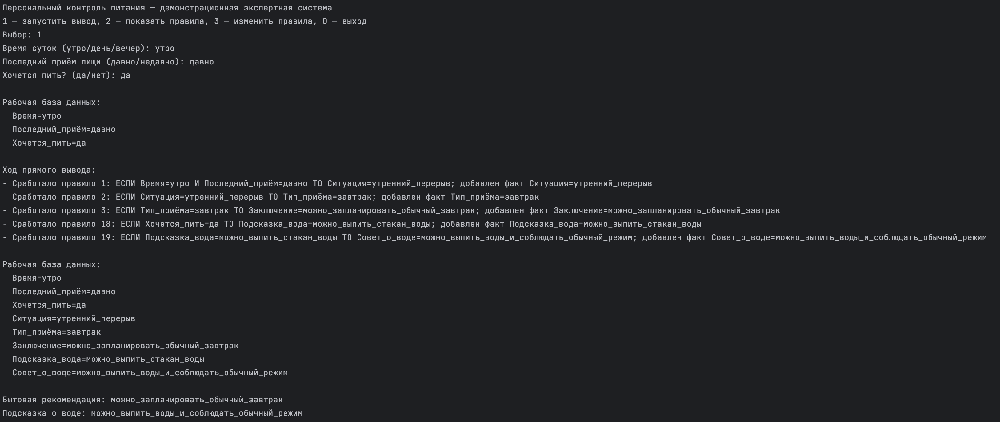 Персональный контроль питания — демонстрационная экспертная система
1 — запустить вывод, 2 — показать правила, 3 — изменить правила, 0 — выход
Выбор: 1
Время суток (утро/день/вечер): утро
Последний приём пищи (давно/недавно): давно
Хочется пить? (да/нет): да
Рабочая база данных:
Время=утро
Последний_приём=давно
Хочется_пить=да
Ход прямого вывода:
- Сработало правило 1: ЕСЛИ Время=утро И Последний_приём=давно ТО Ситуация=утренний_перерыв; добавлен факт Ситуация=утренний_перерыв
- Сработало правило 2: ЕСЛИ Ситуация=утренний_перерыв ТО Тип_приёма=завтрак; добавлен факт Тип_приёма=завтрак
- Сработало правило 3: ЕСЛИ Тип_приёма=завтрак ТО Заключение=можно_запланировать_обычный_завтрак; добавлен факт Заключение=можно_запланировать_обычный_завтрак
- Сработало правило 18: ЕСЛИ Хочется_пить=да ТО Подсказка_вода=можно_выпить_стакан_воды; добавлен факт Подсказка_вода=можно_выпить_стакан_воды
- Сработало правило 19: ЕСЛИ Подсказка_вода=можно_выпить_стакан_воды ТО Совет_о_воде=можно_выпить_воды_и_соблюдать_обычный_режим; добавлен факт Совет_о_воде=можно_выпить_воды_и_соблюдать_обычный_режим
Рабочая база данных:
Время=утро
Последний_приём=давно
Хочется_пить=да
Ситуация=утренний_перерыв
Тип_приёма=завтрак
Заключение=можно_запланировать_обычный_завтрак
Подсказка_вода=можно_выпить_стакан_воды
Совет_о_воде=можно_выпить_воды_и_соблюдать_обычный_режим
Бытовая рекомендация: можно_запланировать_обычный_завтрак
Подсказка о воде: можно_выпить_воды_и_соблюдать_обычный_режим